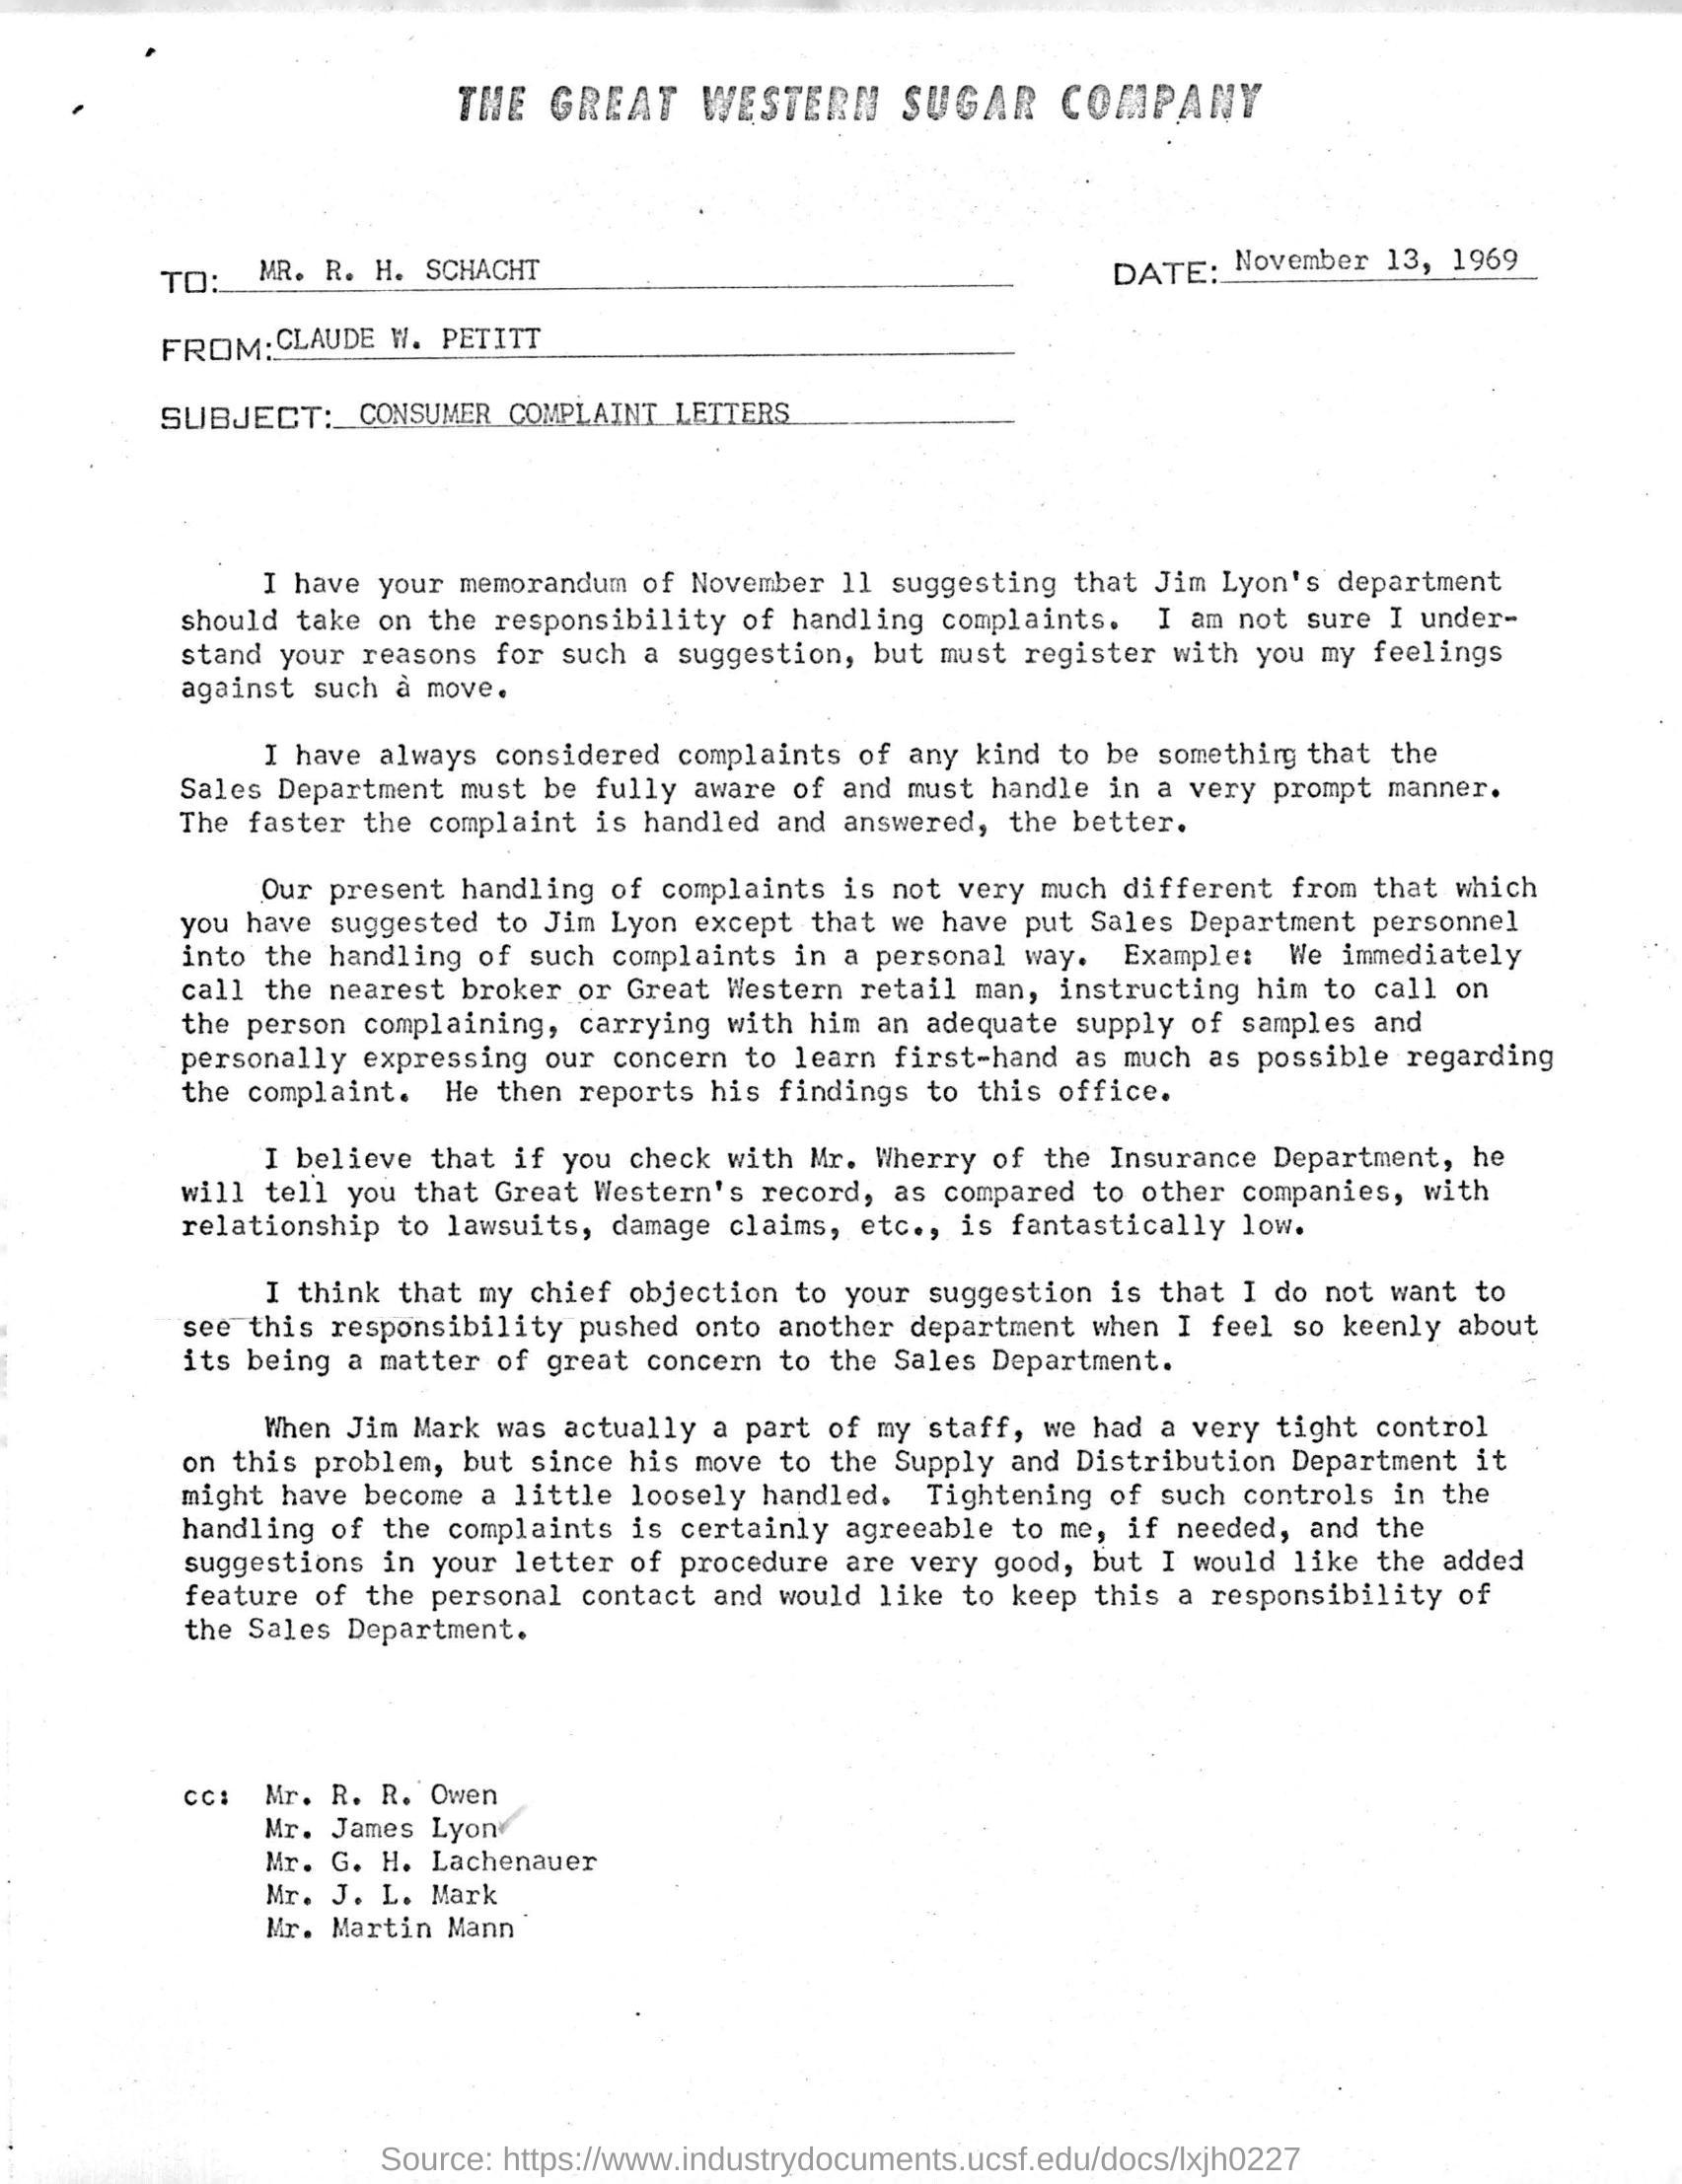 THE GREAT WESTERN SUGAR COMPANY
TO: MR. R. H. SCHACHT
DATE: November 13, 1969
FROM: CLAUDE W. PETITT
SUBJECT: CONSUMER COMPLAINT LETTERS
I have your memorandum of November 11 suggesting that Jim Lyon's department
should take on the responsibility of handling complaints. I am not sure I under-
stand your reasons for such a suggestion, but must register with you my feelings
against such a move.
I have always considered complaints of any kind to be something that the
Sales Department must be fully aware of and must handle in a very prompt manner.
The faster the complaint is handled and answered, the better.
Our present handling of complaints is not very much different from that which
you have suggested to Jim Lyon except that we have put Sales Department personnel
into the handling of such complaints in a personal way. Example: We immediately
call the nearest broker or Great Western retail man, instructing him to call on
the person complaining, carrying with him an adequate supply of samples and
personally expressing our concern to learn first-hand as much as possible regarding
the complaint. He then reports his findings to this office.
I believe that if you check with Mr. Wherry of the Insurance Department, he
will tell you that Great Western's record, as compared to other companies, with
relationship to lawsuits, damage claims, etc., is fantastically low.
I think that my chief objection to your suggestion is that I do not want to
see this responsibility pushed onto another department when I feel so keenly about
its being a matter of great concern to the Sales Department.
When Jim Mark was actually a part of my staff, we had a very tight control
on this problem, but since his move to the Supply and Distribution Department it
might have become a little loosely handled. Tightening of such controls in the
handling of the complaints is certainly agreeable to me, if needed, and the
suggestions in your letter of procedure are very good, but I would like the added
feature of the personal contact and would like to keep this a responsibility of
the Sales Department.
cc: Mr. R. R. Owen
Mr. James Lyon
Mr. G. H. Lachenauer
Mr. J. L. Mark
Mr. Martin Mann
Source: https://www.industrydocuments.ucsf.edu/docs/lxjh0227